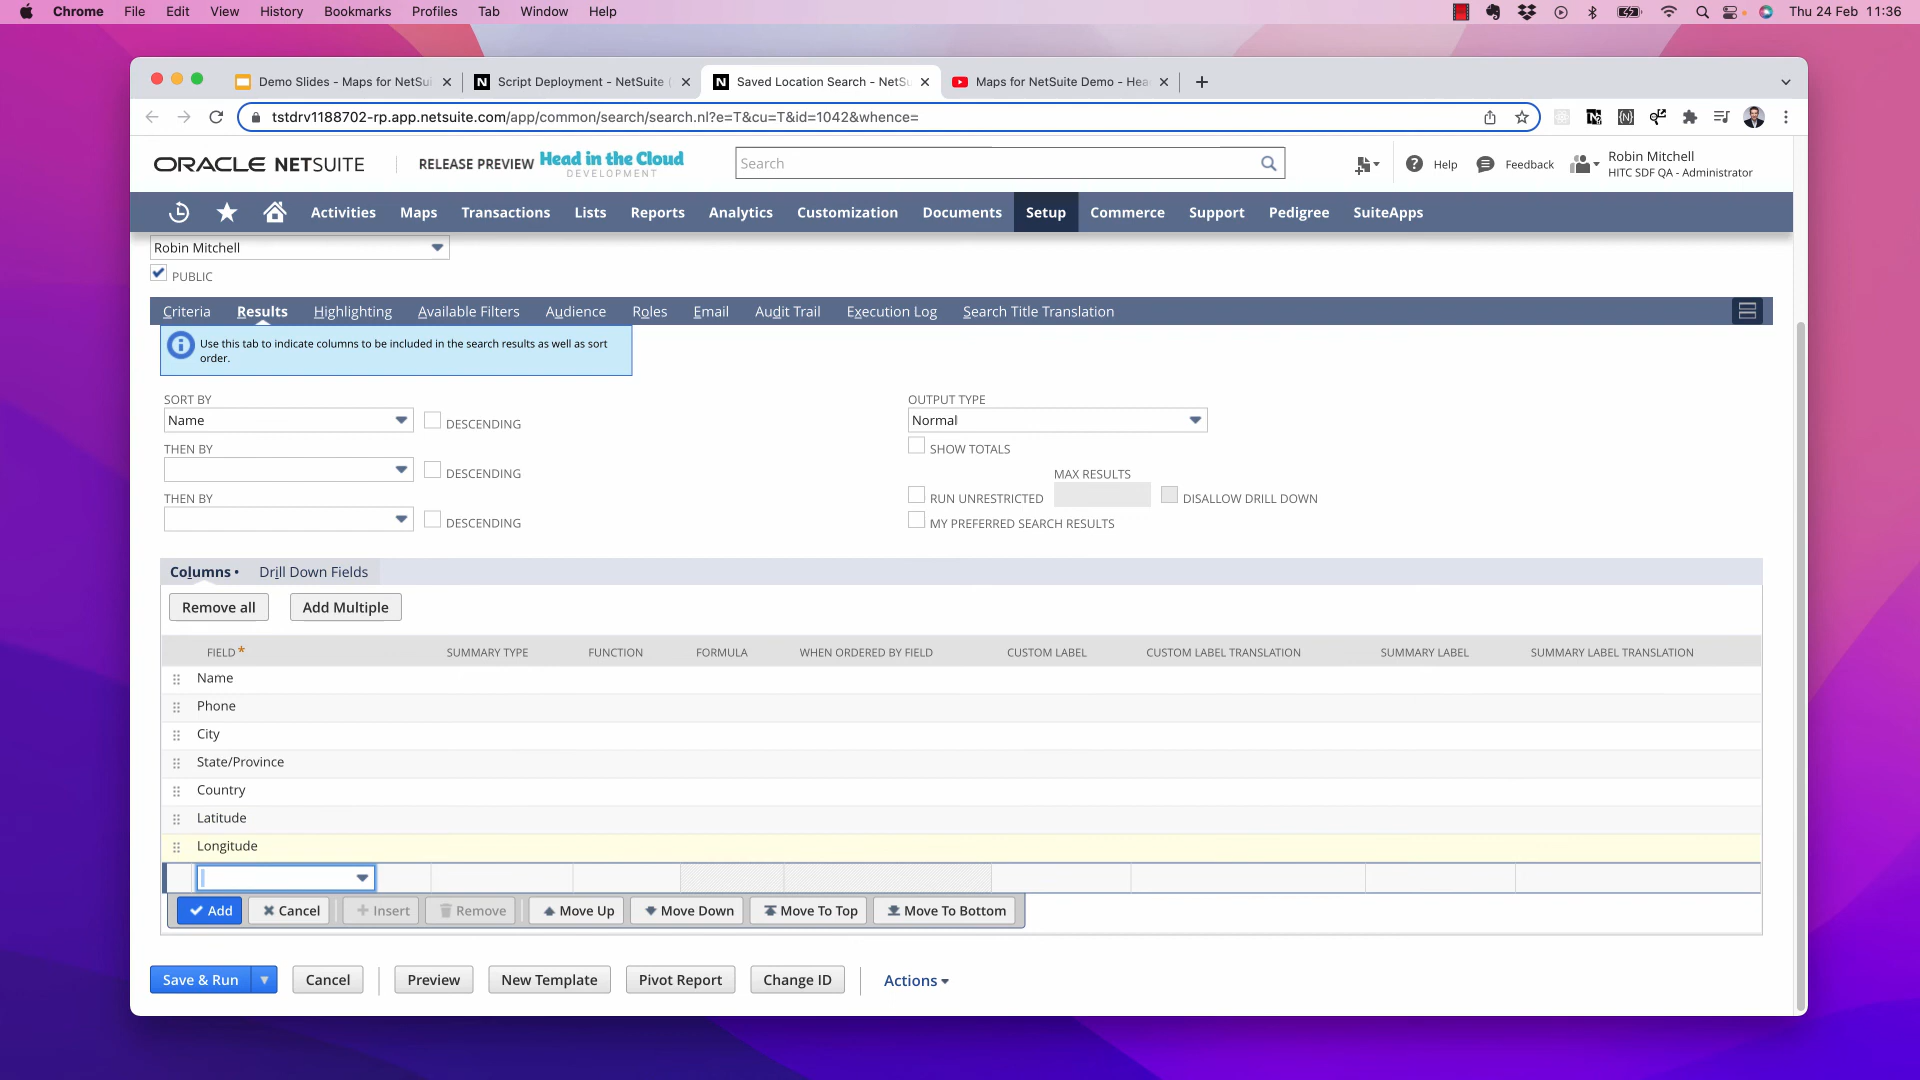 Chrome File Edit View History Bookmarks Profiles Tab Window Help Thu 24 Feb 11:36
Demo Slides - Maps for NetSui Script Deployment - NetSuite ( Saved Location Search - NetSu Maps for NetSuite Demo - Hea
tstdrv1188702-rp.app.netsuite.com/app/common/search/search.nl?e=T&cu=T&id=1042&whence=
ORACLE NETSUITE RELEASE PREVIEW Head in the Cloud Search Help Feedback Robin Mitchell
DEVELOPMENT HITC SDF QA - Administrator
Activities Maps Transactions Lists Reports Analytics Customization Documents Setup Commerce Support Pedigree SuiteApps
Robin Mitchell
PUBLIC
Criteria Results Highlighting Available Filters Audience Roles Email Audit Trail Execution Log Search Title Translation
Use this tab to indicate columns to be included in the search results as well as sort
order.
SORT BY OUTPUT TYPE
Name DESCENDING Normal
THEN BY SHOW TOTALS
DESCENDING MAX RESULTS
THEN BY RUN UNRESTRICTED DISALLOW DRILL DOWN
DESCENDING MY PREFERRED SEARCH RESULTS
Columns • Drill Down Fields
Remove all Add Multiple
FIELD * SUMMARY TYPE FUNCTION FORMULA WHEN ORDERED BY FIELD CUSTOM LABEL CUSTOM LABEL TRANSLATION SUMMARY LABEL SUMMARY LABEL TRANSLATION
Name
Phone
City
State/Province
Country
Latitude
Longitude
Add Cancel Insert Remove Move Up Move Down Move To Top Move To Bottom
Save & Run Cancel Preview New Template Pivot Report Change ID Actions